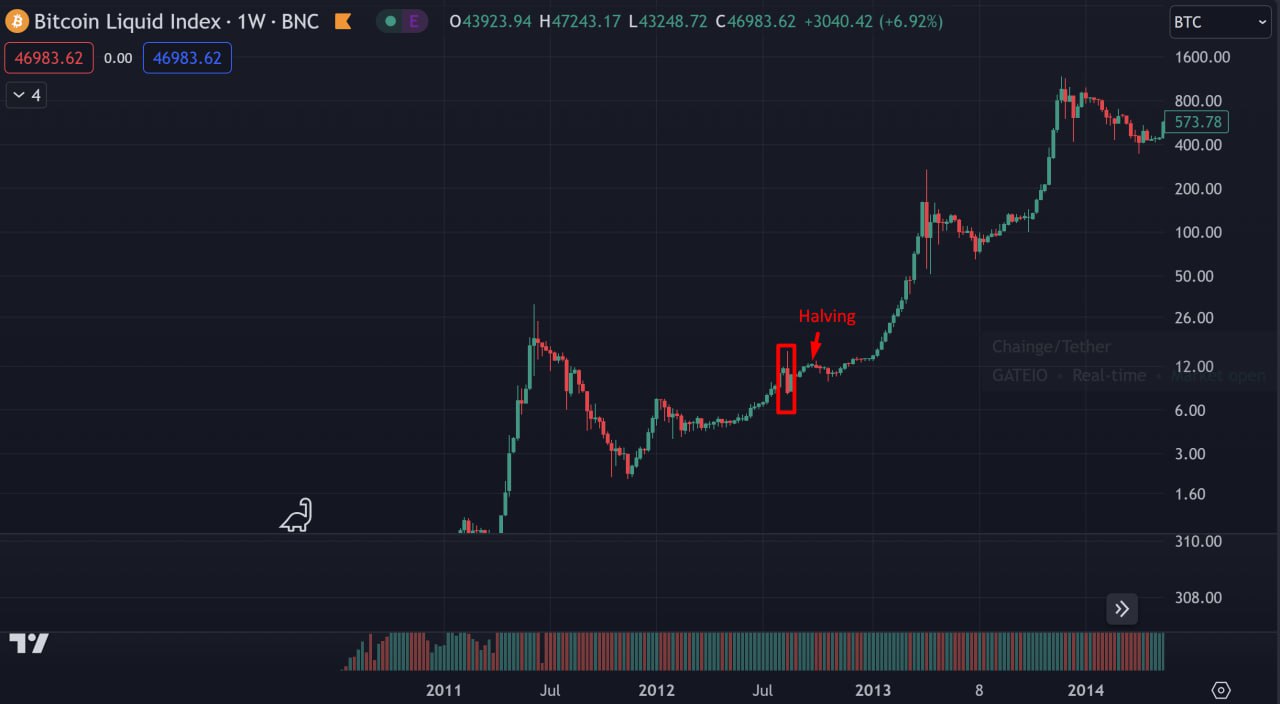 Bitcoin Liquid Index · 1W · BNC E O43923.94 H47243.17 L43248.72 C46983.62 +3040.42 (+6.92%) BTC
46983.62 0.00 46983.62
4
1600.00
800.00
573.78
400.00
200.00
100.00
50.00
Halving
26.00
Chainge/Tether
12.00
GATEIO • Real-time • Market open
6.00
3.00
1.60
310.00
308.00
2011 Jul 2012 Jul 2013 8 2014